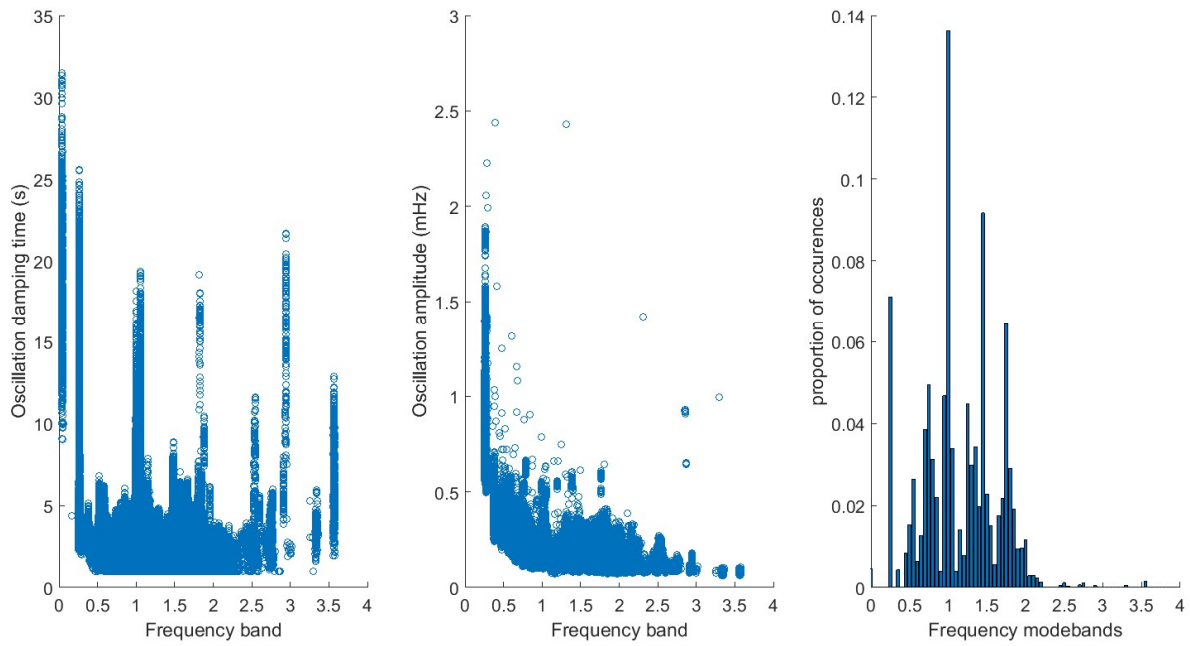 35
30
25
20
15
10
5
0
Oscillation damping time (s)
0 0.5 1 1.5 2 2.5 3 3.5 4
Frequency band
3
2.5
2
1.5
1
0.5
0
Oscillation amplitude (mHz)
0 0.5 1 1.5 2 2.5 3 3.5 4
Frequency band
0.14
0.12
0.1
0.08
0.06
0.04
0.02
0
proportion of occurences
0 0.5 1 1.5 2 2.5 3 3.5 4
Frequency modebands